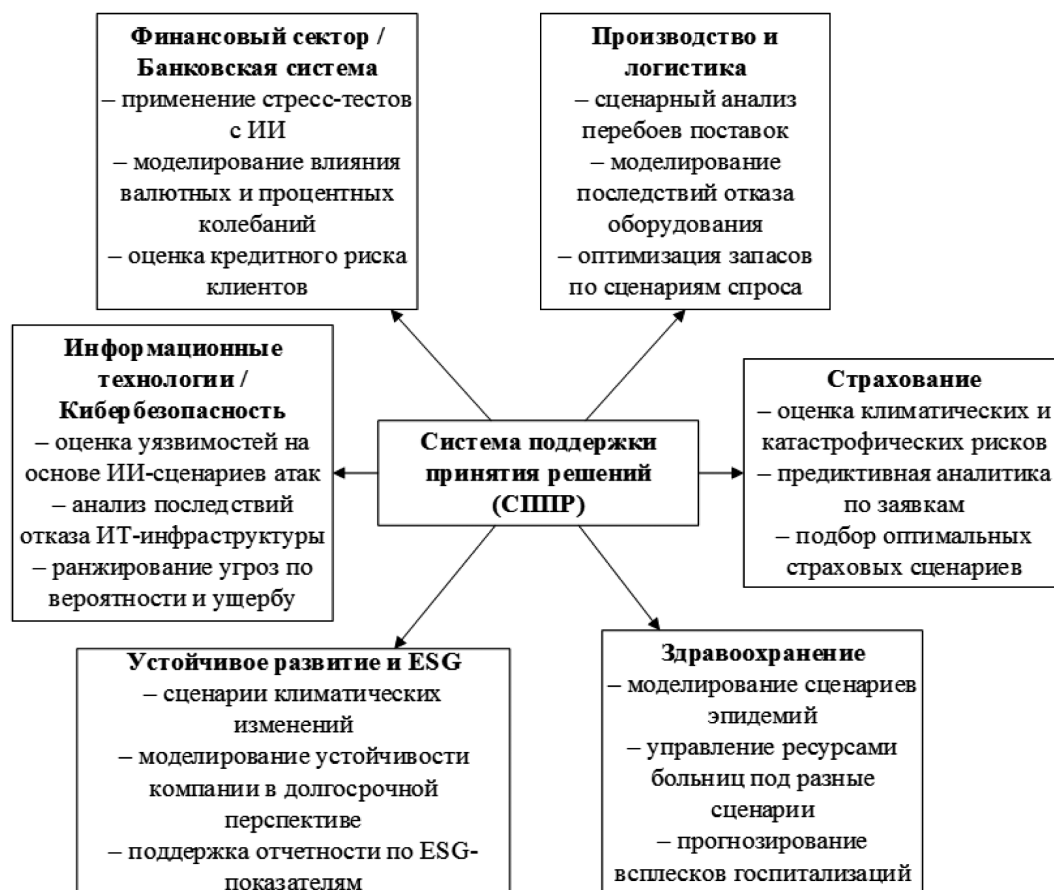 Финансовый сектор /
Банковская система
– применение стресс-тестов
с ИИ
– моделирование влияния
валютных и процентных
колебаний
– оценка кредитного риска
клиентов
Производство и
логистика
– сценарный анализ
перебоев поставок
– моделирование
последствий отказа
оборудования
– оптимизация запасов
по сценариям спроса
Информационные
технологии /
Кибербезопасность
– оценка уязвимостей на
основе ИИ-сценариев атак
– анализ последствий
отказа ИТ-инфраструктуры
– ранжирование угроз по
вероятности и ущербу
Система поддержки
принятия решений
(СППР)
Страхование
– оценка климатических и
катастрофических рисков
– предиктивная аналитика
по заявкам
– подбор оптимальных
страховых сценариев
Устойчивое развитие и ESG
– сценарии климатических
изменений
– моделирование устойчивости
компании в долгосрочной
перспективе
– поддержка отчетности по ESG-
показателям
Здравоохранение
– моделирование сценариев
эпидемий
– управление ресурсами
больниц под разные
сценарии
– прогнозирование
всплесков госпитализаций